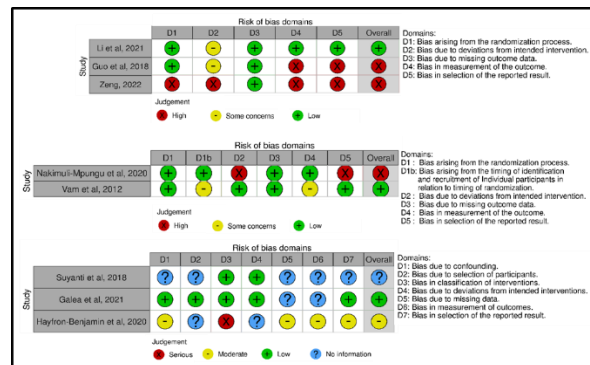 Risk of bias domains
D1 D2 D3 D4 D5 Overall
Study
Li et al, 2021 + - + + + +
Guo et al, 2018 + - + X X X
Zeng, 2022 X X + X X X
Judgement
X High - Some concerns + Low
Domains:
D1: Bias arising from the randomization process.
D2: Bias due to deviations from intended intervention.
D3: Bias due to missing outcome data.
D4: Bias in measurement of the outcome.
D5: Bias in selection of the reported result.
Risk of bias domains
D1 D1b D2 D3 D4 D5 Overall
Study
Nakimuli-Mpungu et al, 2020 + + X + + X X
Vam et al, 2012 + - + + - + +
Judgement
X High - Some concerns + Low
Domains:
D1 : Bias arising from the randomization process.
D1b: Bias arising from the timing of identification
and recruitment of Individual participants in
relation to timing of randomization.
D2 : Bias due to deviations from intended intervention.
D3 : Bias due to missing outcome data.
D4 : Bias in measurement of the outcome.
D5 : Bias in selection of the reported result.
Risk of bias domains
D1 D2 D3 D4 D5 D6 D7 Overall
Study
Suyanti et al. 2018 ? ? + + ? ? ? ?
Galea et al, 2021 + + + + ? ? + +
Hayfron-Benjamin et al, 2020 - ? X ? - - - -
Judgement
X Serious - Moderate + Low ? No information
Domains:
D1: Bias due to confounding.
D2: Bias due to selection of participants.
D3: Bias in classification of interventions.
D4: Bias due to deviations from intended interventions.
D5: Bias due to missing data.
D6: Bias in measurement of outcomes.
D7: Bias in selection of the reported result.